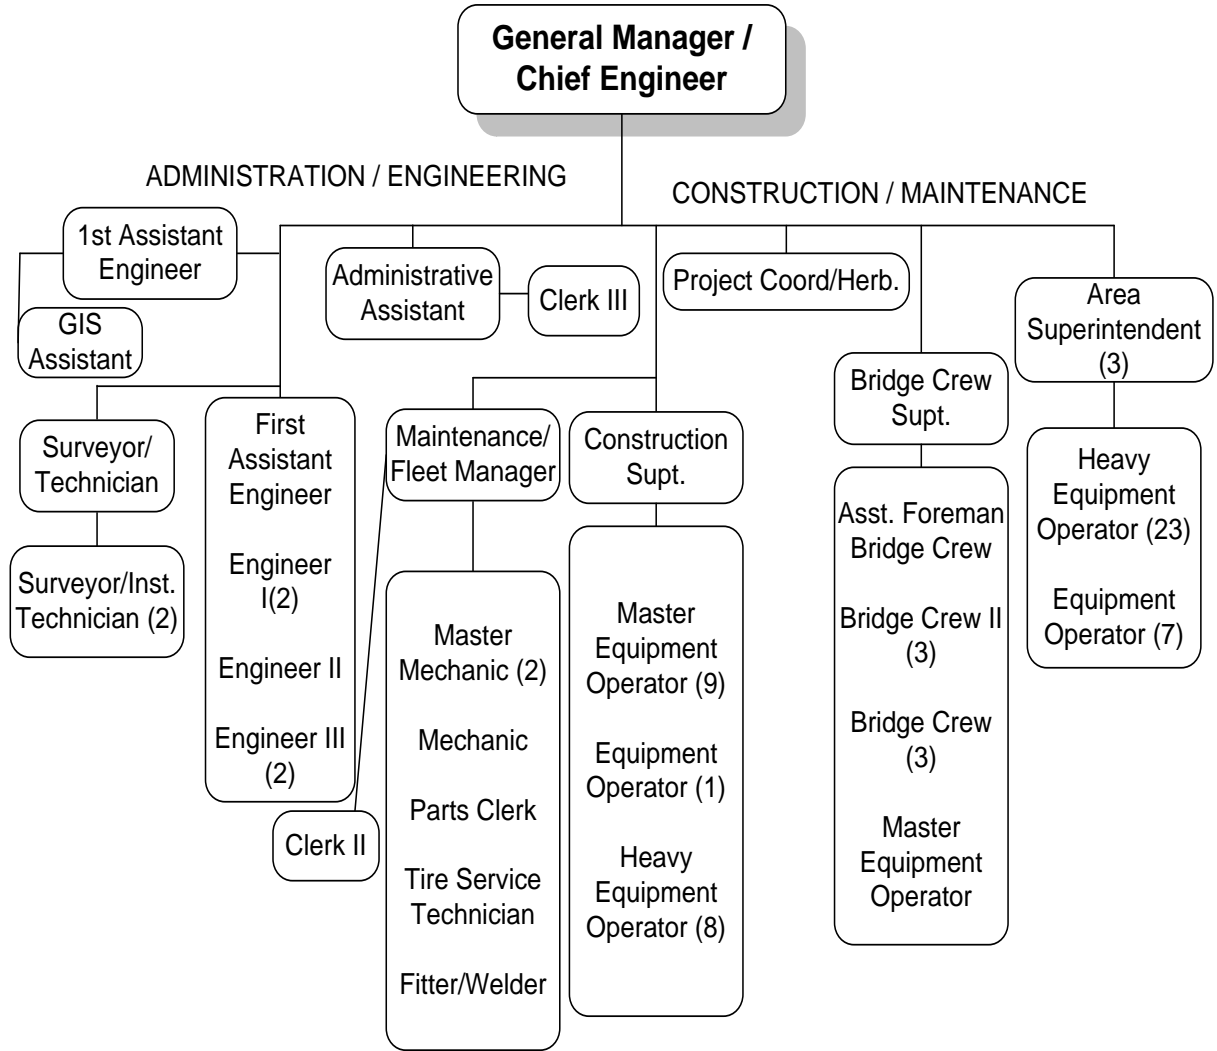 General Manager /
Chief Engineer
ADMINISTRATION / ENGINEERING
CONSTRUCTION / MAINTENANCE
1st Assistant
Engineer
GIS
Assistant
Administrative
Assistant
Clerk III
Project Coord/Herb.
Area
Superintendent
(3)
Surveyor/
Technician
Surveyor/Inst.
Technician (2)
First
Assistant
Engineer
Engineer
I(2)
Engineer II
Engineer III
(2)
Maintenance/
Fleet Manager
Clerk II
Master
Mechanic (2)
Mechanic
Parts Clerk
Tire Service
Technician
Fitter/Welder
Construction
Supt.
Master
Equipment
Operator (9)
Equipment
Operator (1)
Heavy
Equipment
Operator (8)
Bridge Crew
Supt.
Asst. Foreman
Bridge Crew
Bridge Crew II
(3)
Bridge Crew
(3)
Master
Equipment
Operator
Heavy
Equipment
Operator (23)
Equipment
Operator (7)